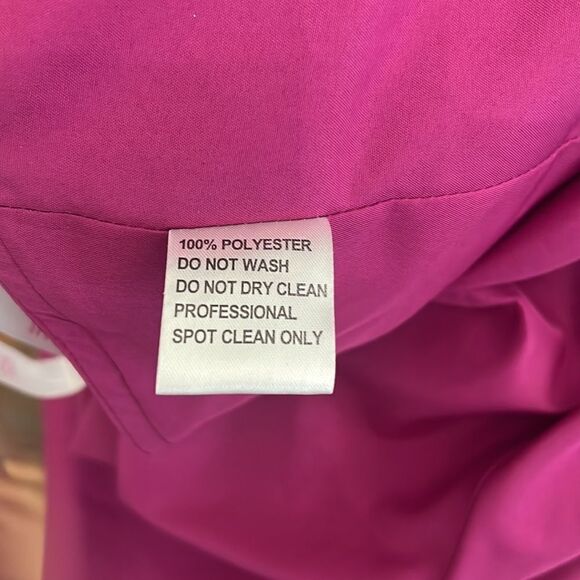 100% POLYESTER
DO NOT WASH
DO NOT DRY CLEAN
PROFESSIONAL
SPOT CLEAN ONLY